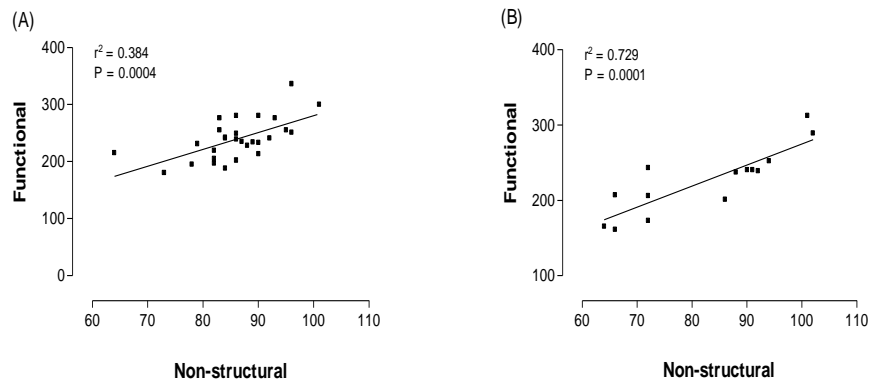 (A)
r² = 0.384
P = 0.0004
400
300
200
100
0
Functional
60 70 80 90 100 110
Non-structural
(B)
r² = 0.729
P = 0.0001
400
300
200
100
Functional
60 70 80 90 100 110
Non-structural